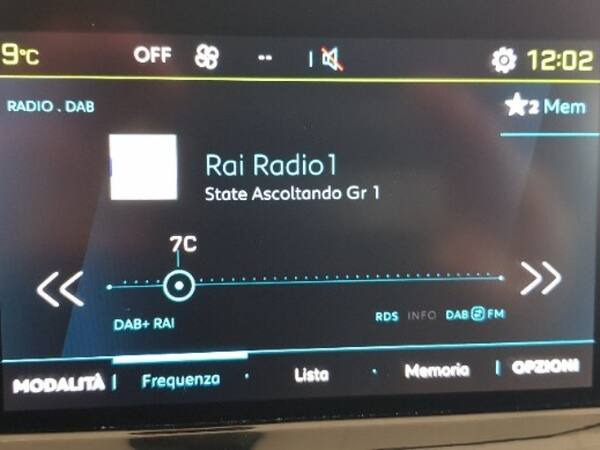 9°C OFF -- 12:02
RADIO . DAB
2 Mem
Rai Radio1
State Ascoltando Gr 1
7C
DAB+ RAI
RDS INFO DAB FM
MODALITÀ Frequenza Lista Memoria OPZIONI